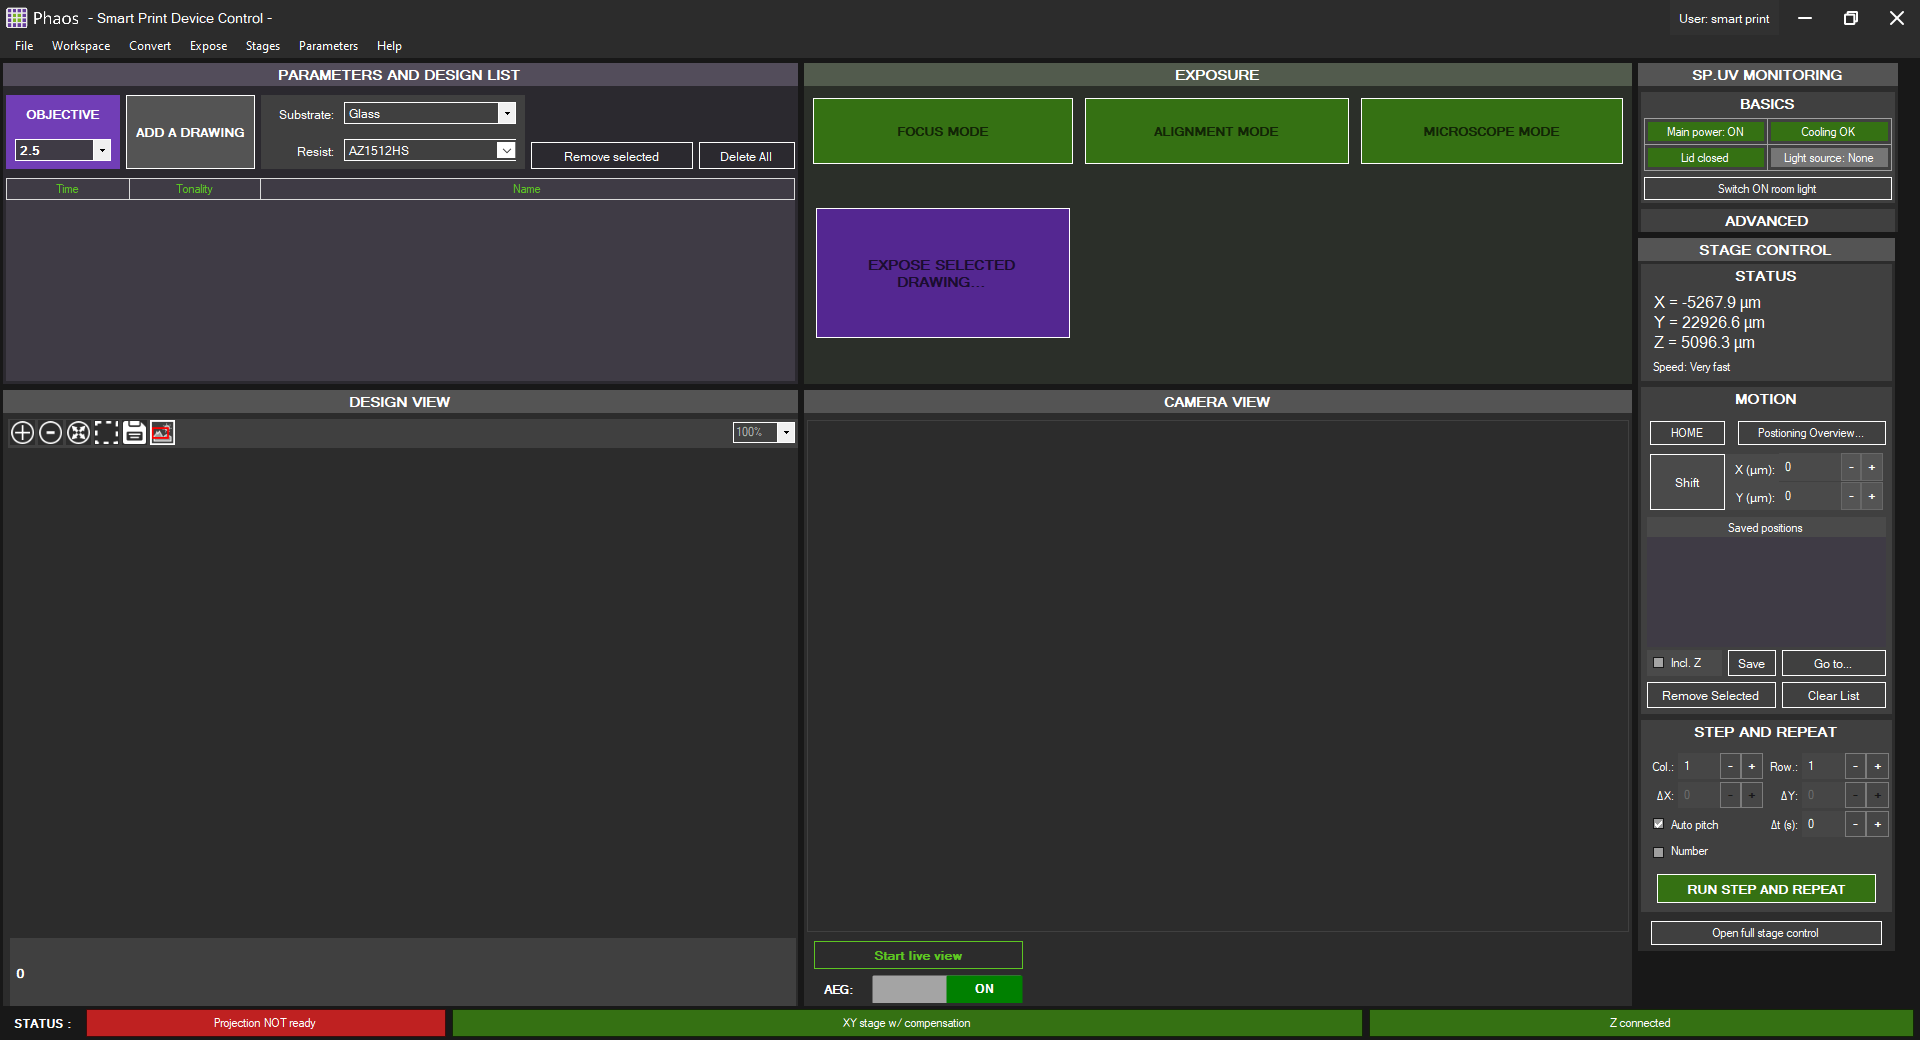 Phaos - Smart Print Device Control -
User: smart print
File Workspace Convert Expose Stages Parameters Help
PARAMETERS AND DESIGN LIST
OBJECTIVE
2.5
ADD A DRAWING
Substrate: Glass
Resist: AZ1512HS
Remove selected
Delete All
Time Tonality Name
EXPOSURE
FOCUS MODE
ALIGNMENT MODE
MICROSCOPE MODE
EXPOSE SELECTED
DRAWING...
DESIGN VIEW
100%
0
CAMERA VIEW
Start live view
AEG: ON
SP.UV MONITORING
BASICS
Main power: ON Cooling OK
Lid closed Light source: None
Switch ON room light
ADVANCED
STAGE CONTROL
STATUS
X = -5267.9 µm
Y = 22926.6 µm
Z = 5096.3 µm
Speed: Very fast
MOTION
HOME Postioning Overview...
Shift
X (µm): 0 - +
Y (µm): 0 - +
Saved positions
Incl. Z Save Go to...
Remove Selected Clear List
STEP AND REPEAT
Col.: 1 - + Row.: 1 - +
ΔX: 0 - + ΔY: 0 - +
Auto pitch Δt (s): 0 - +
Number
RUN STEP AND REPEAT
Open full stage control
STATUS : Projection NOT ready XY stage w/ compensation Z connected